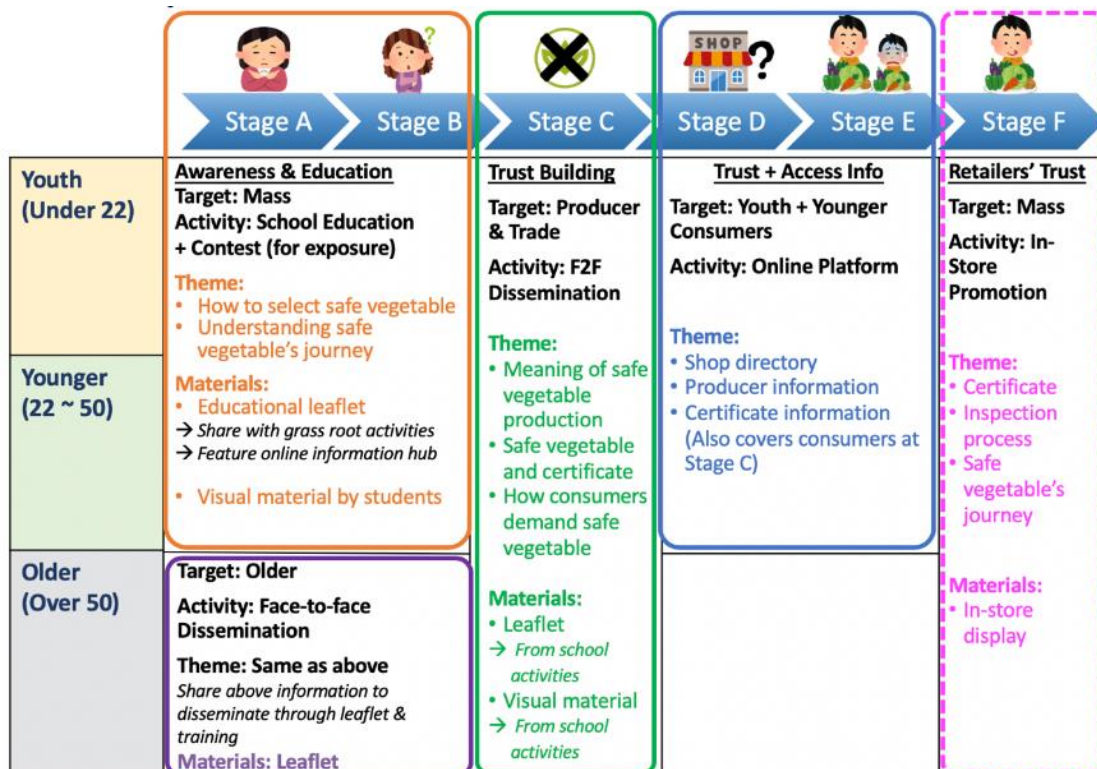 SHOP
?
?
Stage A
Stage B
Stage C
Stage D
Stage E
Stage F
Youth
(Under 22)
Younger
(22 ~ 50)
Older
(Over 50)
Awareness & Education
Target: Mass
Activity: School Education
+ Contest (for exposure)
Theme:
• How to select safe vegetable
• Understanding safe
vegetable's journey
Materials:
• Educational leaflet
→ Share with grass root activities
→ Feature online information hub
• Visual material by students
Target: Older
Activity: Face-to-face
Dissemination
Theme: Same as above
Share above information to
disseminate through leaflet &
training
Materials: Leaflet
Trust Building
Target: Producer
& Trade
Activity: F2F
Dissemination
Theme:
• Meaning of safe
vegetable
production
• Safe vegetable
and certificate
• How consumers
demand safe
vegetable
Materials:
• Leaflet
→ From school
activities
• Visual material
→ From school
activities
Trust + Access Info
Target: Youth + Younger
Consumers
Activity: Online Platform
Theme:
• Shop directory
• Producer information
• Certificate information
(Also covers consumers at
Stage C)
Retailers' Trust
Target: Mass
Activity: In-
Store
Promotion
Theme:
• Certificate
• Inspection
process
• Safe
vegetable's
journey
Materials:
• In-store
display